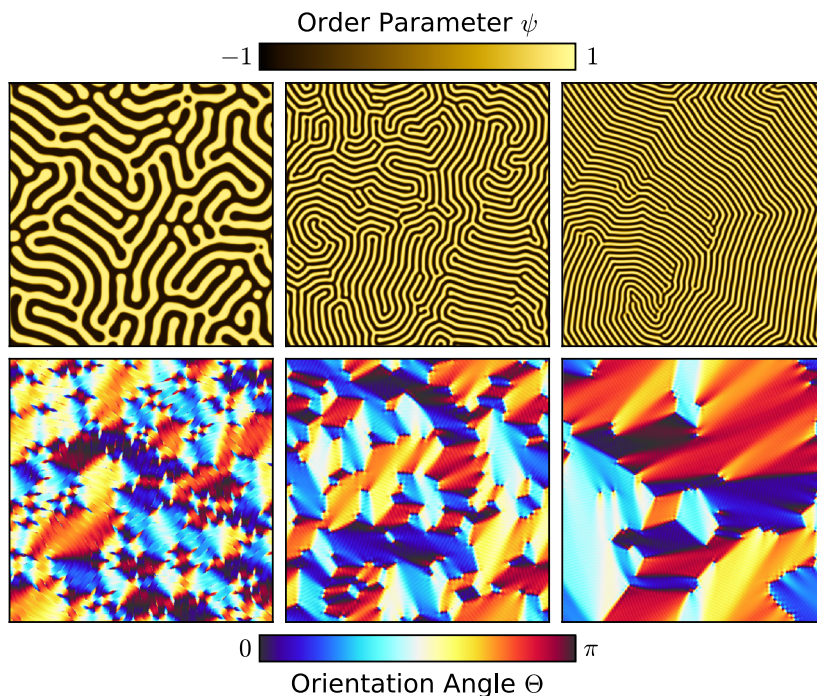 Order Parameter ψ
−1 1
0 π
Orientation Angle Θ